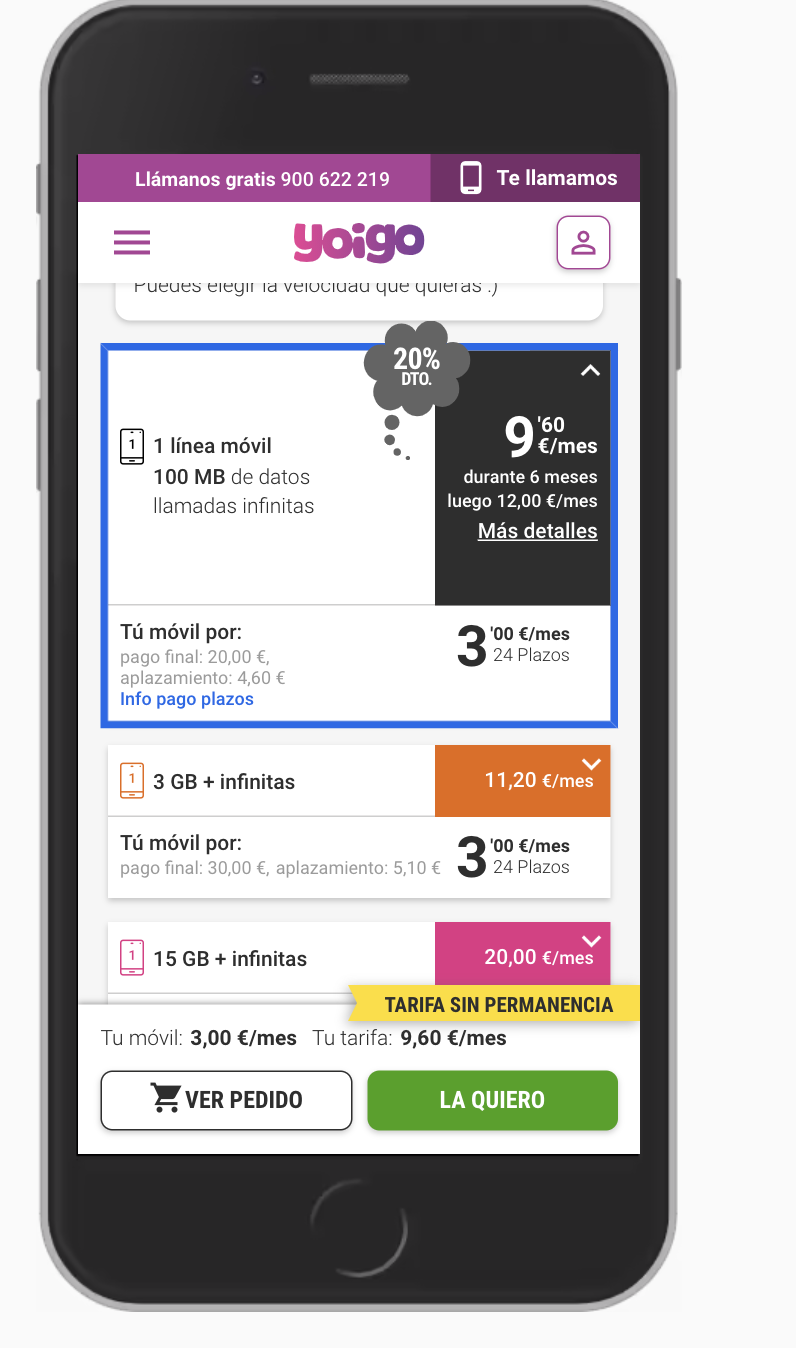 Llámanos gratis 900 622 219
Te llamamos
yoigo
Puedes elegir la velocidad que quieras :)
20%
DTO.
1
1 línea móvil
100 MB de datos
llamadas infinitas
9'60 €/mes
durante 6 meses
luego 12,00 €/mes
Más detalles
Tú móvil por:
pago final: 20,00 €,
aplazamiento: 4,60 €
Info pago plazos
3'00 €/mes
24 Plazos
1
3 GB + infinitas
11,20 €/mes
Tú móvil por:
pago final: 30,00 €, aplazamiento: 5,10 €
3'00 €/mes
24 Plazos
1
15 GB + infinitas
20,00 €/mes
TARIFA SIN PERMANENCIA
Tu móvil: 3,00 €/mes Tu tarifa: 9,60 €/mes
VER PEDIDO
LA QUIERO